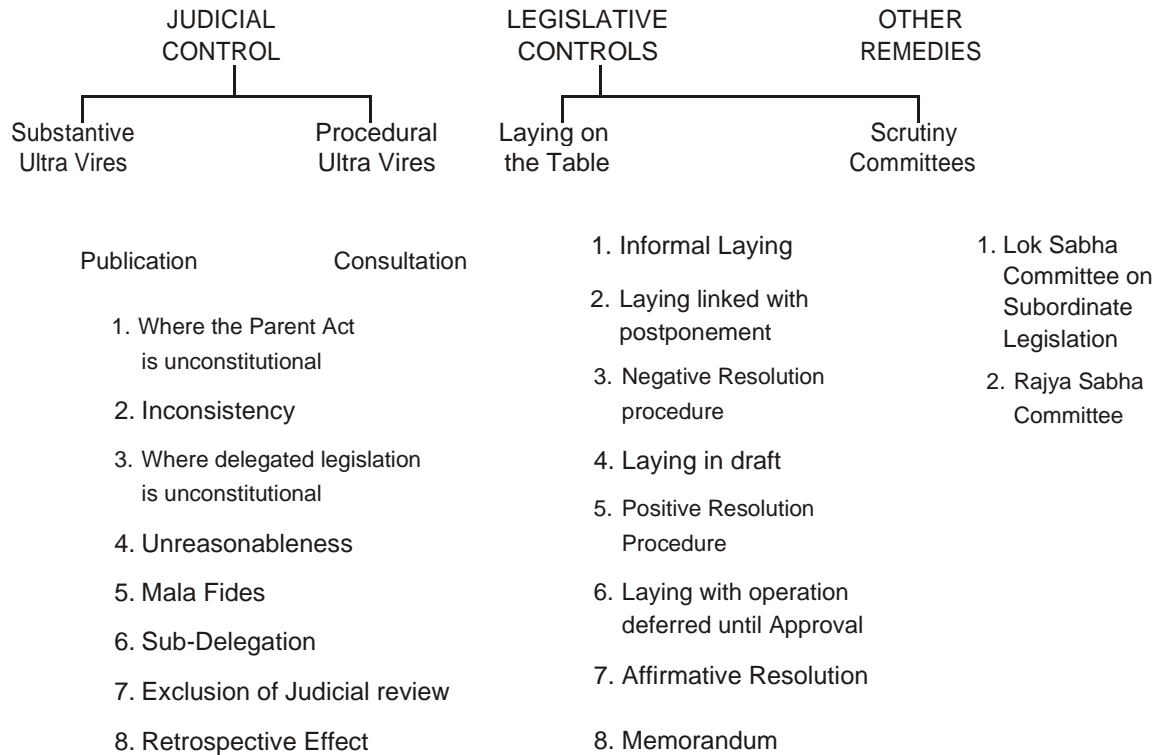 JUDICIAL
CONTROL
LEGISLATIVE
CONTROLS
OTHER
REMEDIES
Substantive
Ultra Vires
Procedural
Ultra Vires
Laying on
the Table
Scrutiny
Committees
Publication
Consultation
1. Where the Parent Act
is unconstitutional
2. Inconsistency
3. Where delegated legislation
is unconstitutional
4. Unreasonableness
5. Mala Fides
6. Sub-Delegation
7. Exclusion of Judicial review
8. Retrospective Effect
1. Informal Laying
2. Laying linked with
postponement
3. Negative Resolution
procedure
4. Laying in draft
5. Positive Resolution
Procedure
6. Laying with operation
deferred until Approval
7. Affirmative Resolution
8. Memorandum
1. Lok Sabha
Committee on
Subordinate
Legislation
2. Rajya Sabha
Committee